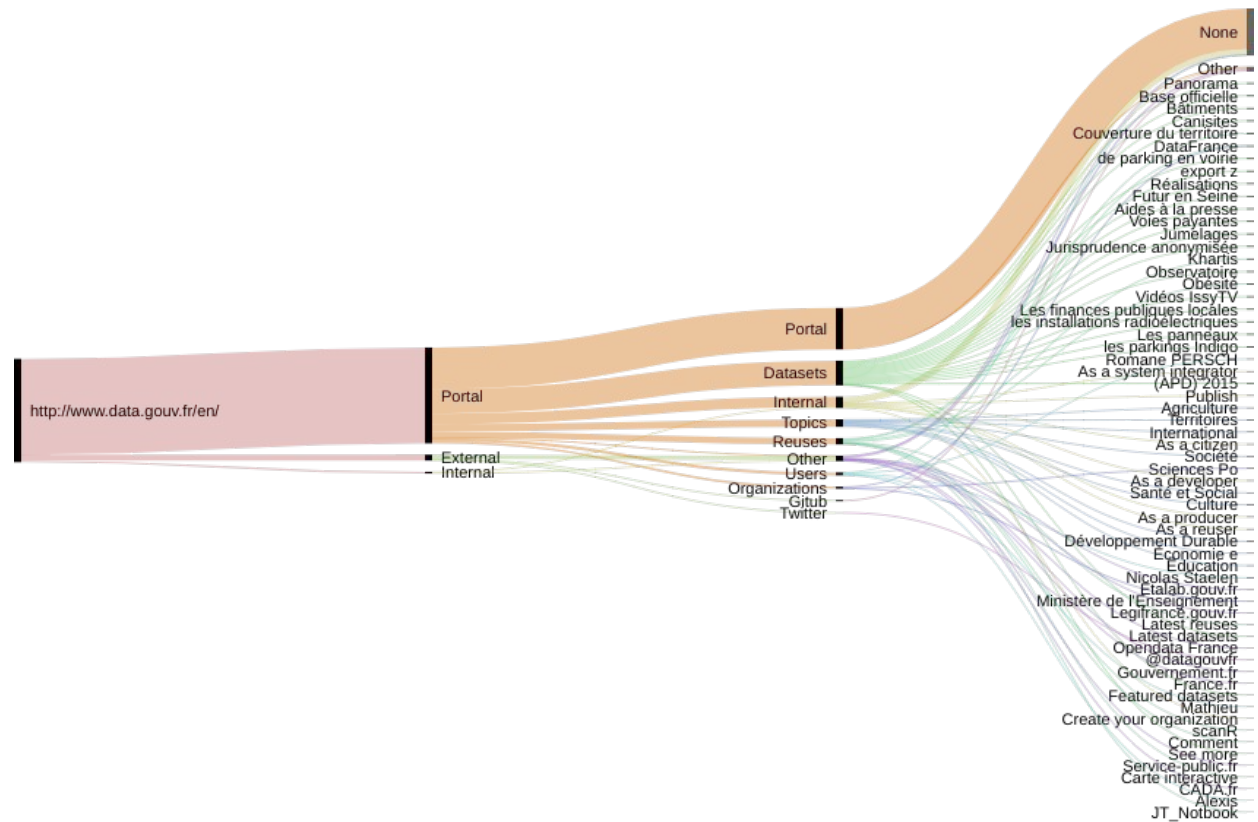 http://www.data.gouv.fr/en/
Portal
External
Internal
Portal
Datasets
Internal
Topics
Reuses
Other
Users
Organizations
Gitub
Twitter
None
Other
Panorama
Base officielle
Bâtiments
Canisites
Couverture du territoire
DataFrance
de parking en voirie
export z
Réalisations
Futur en Seine
Aides à la presse
Voies payantes
Jumelages
Jurisprudence anonymisée
Khartis
Observatoire
Obésité
Vidéos IssyTV
Les finances publiques locales
les installations radioélectriques
Les panneaux
les parkings Indigo
Romane PERSCH
As a system integrator
(APD) 2015
Publish
Agriculture
Territoires
International
As a citizen
Société
Sciences Po
As a developer
Santé et Social
Culture
As a producer
As a reuser
Développement Durable
Économie e
Education
Nicolas Staelen
Etalab.gouv.fr
Ministère de l'Enseignement
Legifrance.gouv.fr
Latest reuses
Latest datasets
Opendata France
@datagouvfr
Gouvernement.fr
France.fr
Featured datasets
Mathieu
Create your organization
scanR
Comment
See more
Service-public.fr
Carte interactive
CADA.fr
Alexis
JT_Notbook